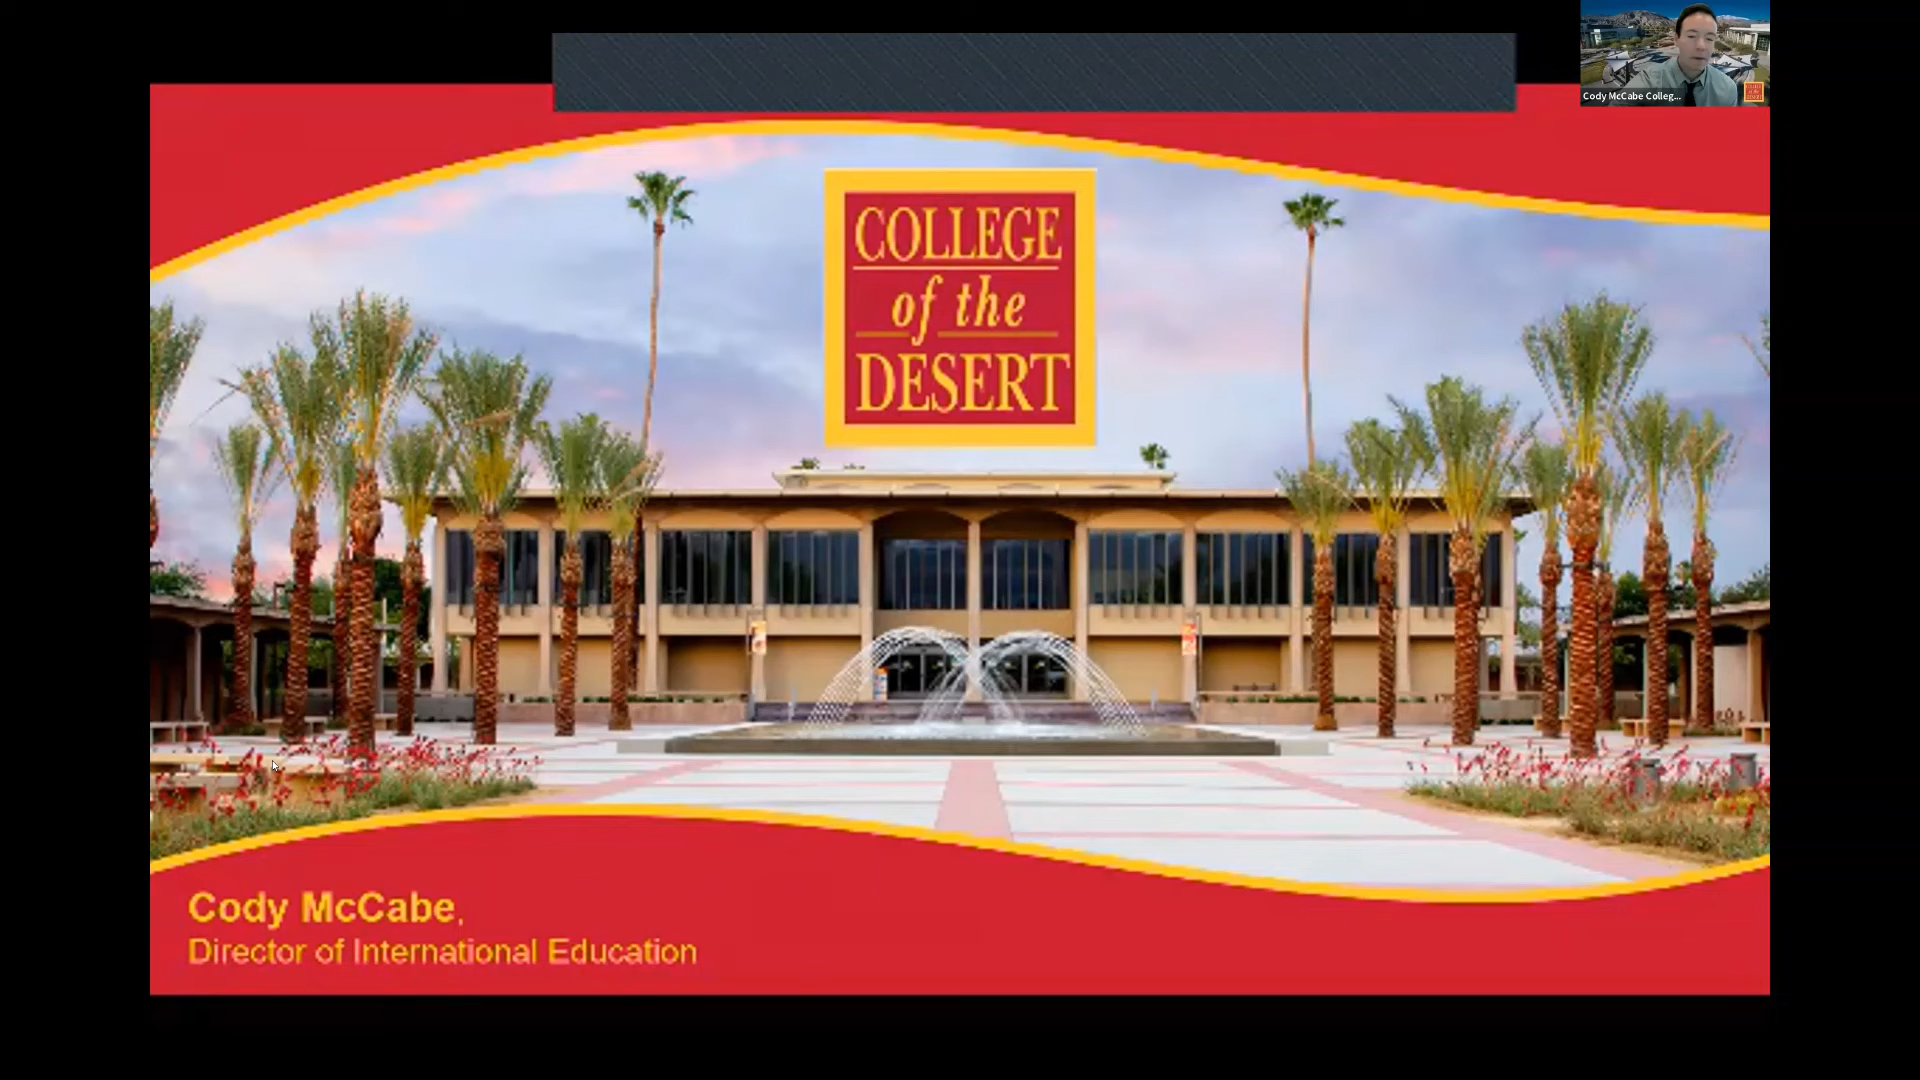 Cody McCabe Colleg...
COLLEGE
of the
DESERT
Cody McCabe,
Director of International Education